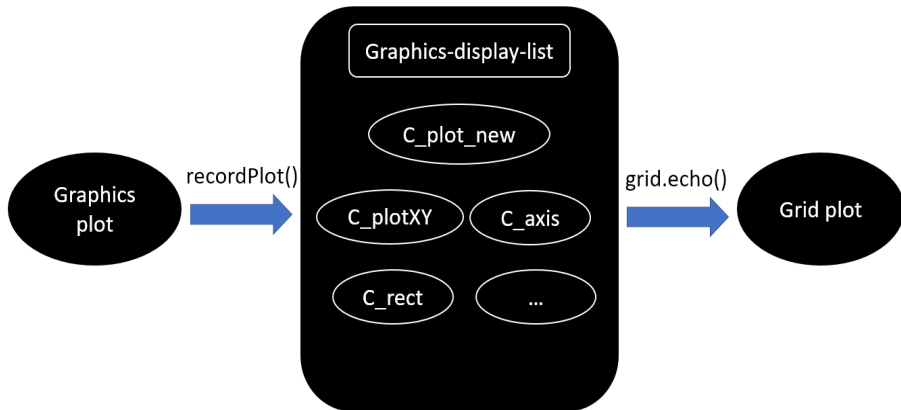 Graphics
plot
recordPlot()
Graphics-display-list
C_plot_new
C_plotXY
C_axis
C_rect
...
grid.echo()
Grid plot